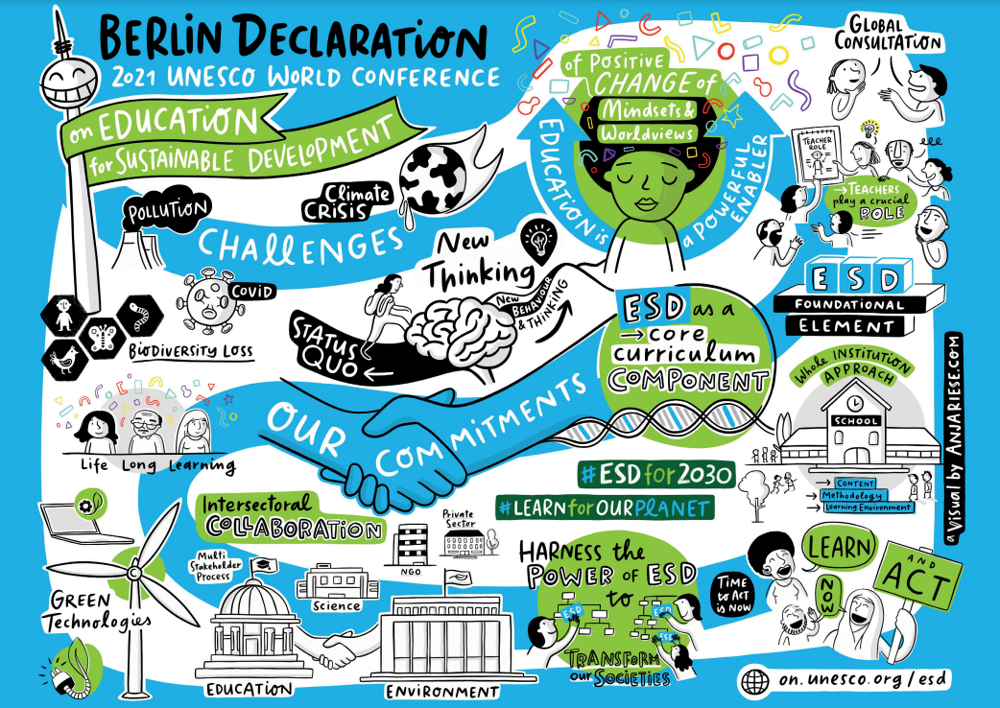 BERLIN DECLARATION
2021 UNESCO WORLD CONFERENCE
on EDUCATION
for SUSTAINABLE DEVELOPMENT
POLLUTION
Climate
CRISIS
CHALLENGES
COVID
BIODIVERSITY LOSS
Life Long Learning
New
Thinking
STATUS
QUO
New
BEHAVIOUR
& THINKING
EDUCATION is
a POWERFUL
ENABLER
of POSITIVE
CHANGE of
Mindsets &
Worldviews
GLOBAL
CONSULTATION
TEACHER
ROLE
TEACHERS
play a crucial
ROLE
ESD
FOUNDATIONAL
ELEMENT
ESD as a
core
curriculum
COMPONENT
OUR COMMITMENTS
Whole INSTITUTION
APPROACH
SCHOOL
CONTENT
Methodology
Learning Environment
a Visual by ANJARIESE.COM
#ESDfor2030
#LEARNforOURPLANET
Intersectoral
COLLABORATION
Multi
Stakeholder
Process
NGO
Private
Sector
Science
EDUCATION
ENVIRONMENT
GREEN
Technologies
HARNESS the
POWER OF ESD
to
ESD
ESD
ESD
TRANSFORM
our SOCIETIES
TIME
to ACT
is NOW
LEARN
NOW
AND
ACT
on.unesco.org/esd